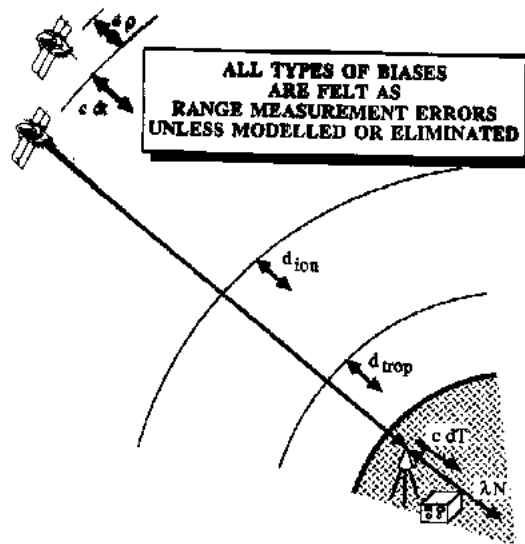 d ρ
c dt
ALL TYPES OF BIASES
ARE FELT AS
RANGE MEASUREMENT ERRORS
UNLESS MODELLED OR ELIMINATED
d ion
d trop
c dT
λN